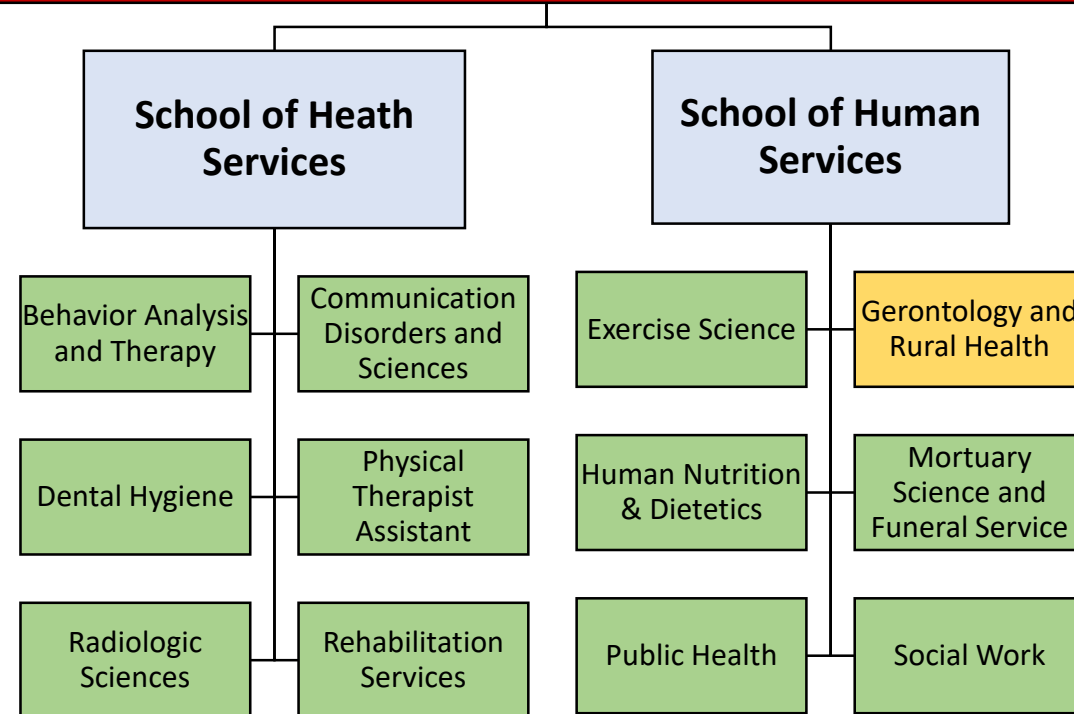 School of Heath
Services
School of Human
Services
Behavior Analysis
and Therapy
Communication
Disorders and
Sciences
Exercise Science
Gerontology and
Rural Health
Dental Hygiene
Physical
Therapist
Assistant
Human Nutrition
& Dietetics
Mortuary
Science and
Funeral Service
Radiologic
Sciences
Rehabilitation
Services
Public Health
Social Work